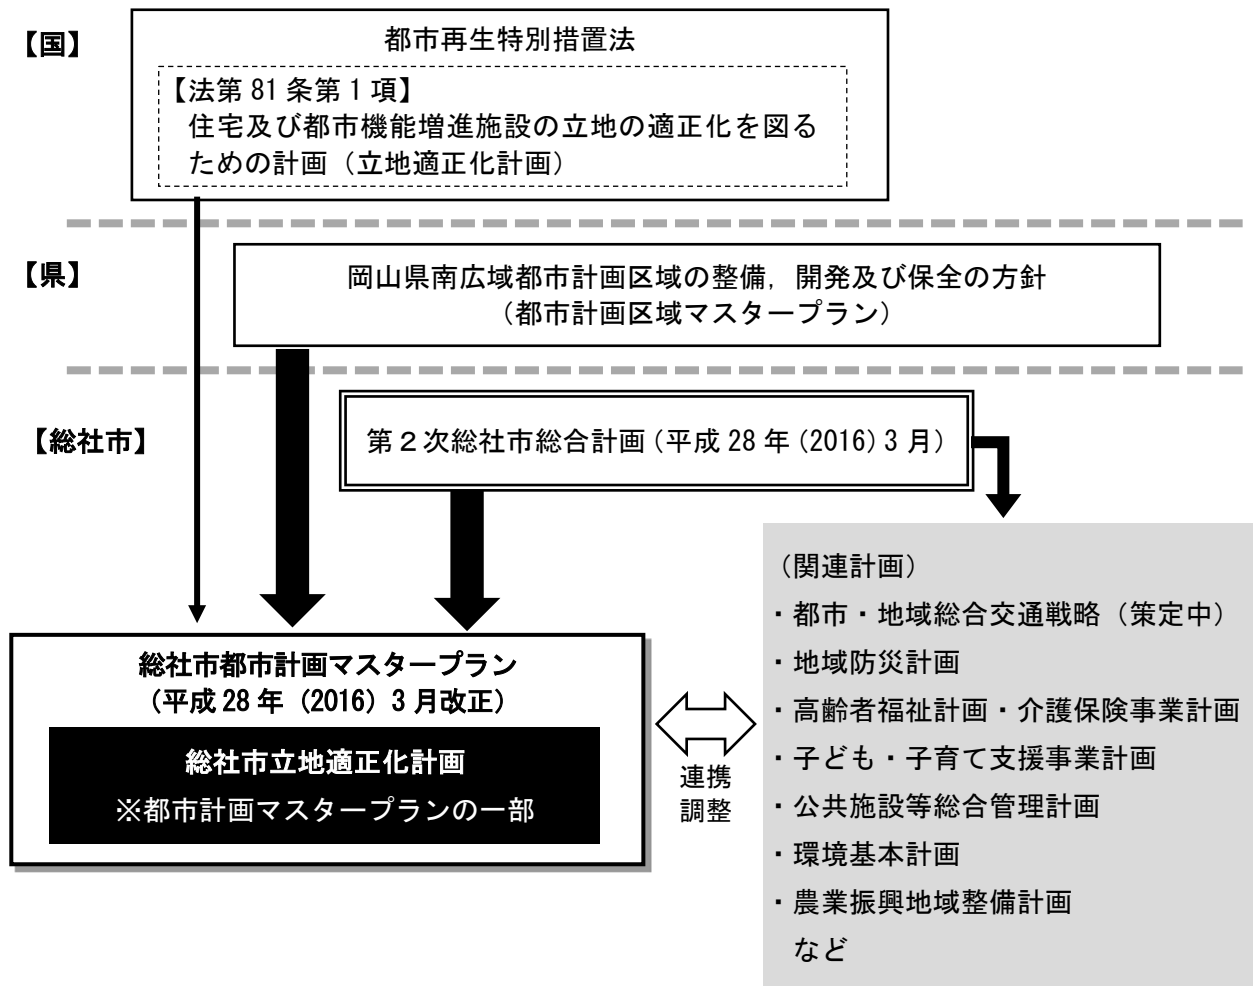 【国】
都市再生特別措置法
【法第 81 条第 1 項】
住宅及び都市機能増進施設の立地の適正化を図る
ための計画（立地適正化計画）
【県】
岡山県南広域都市計画区域の整備，開発及び保全の方針
（都市計画区域マスタープラン）
【総社市】
第２次総社市総合計画（平成 28 年（2016）3 月）
（関連計画）
・都市・地域総合交通戦略（策定中）
・地域防災計画
・高齢者福祉計画・介護保険事業計画
・子ども・子育て支援事業計画
・公共施設等総合管理計画
・環境基本計画
・農業振興地域整備計画
など
総社市都市計画マスタープラン
（平成 28 年（2016）3 月改正）
総社市立地適正化計画
※都市計画マスタープランの一部
連携
調整